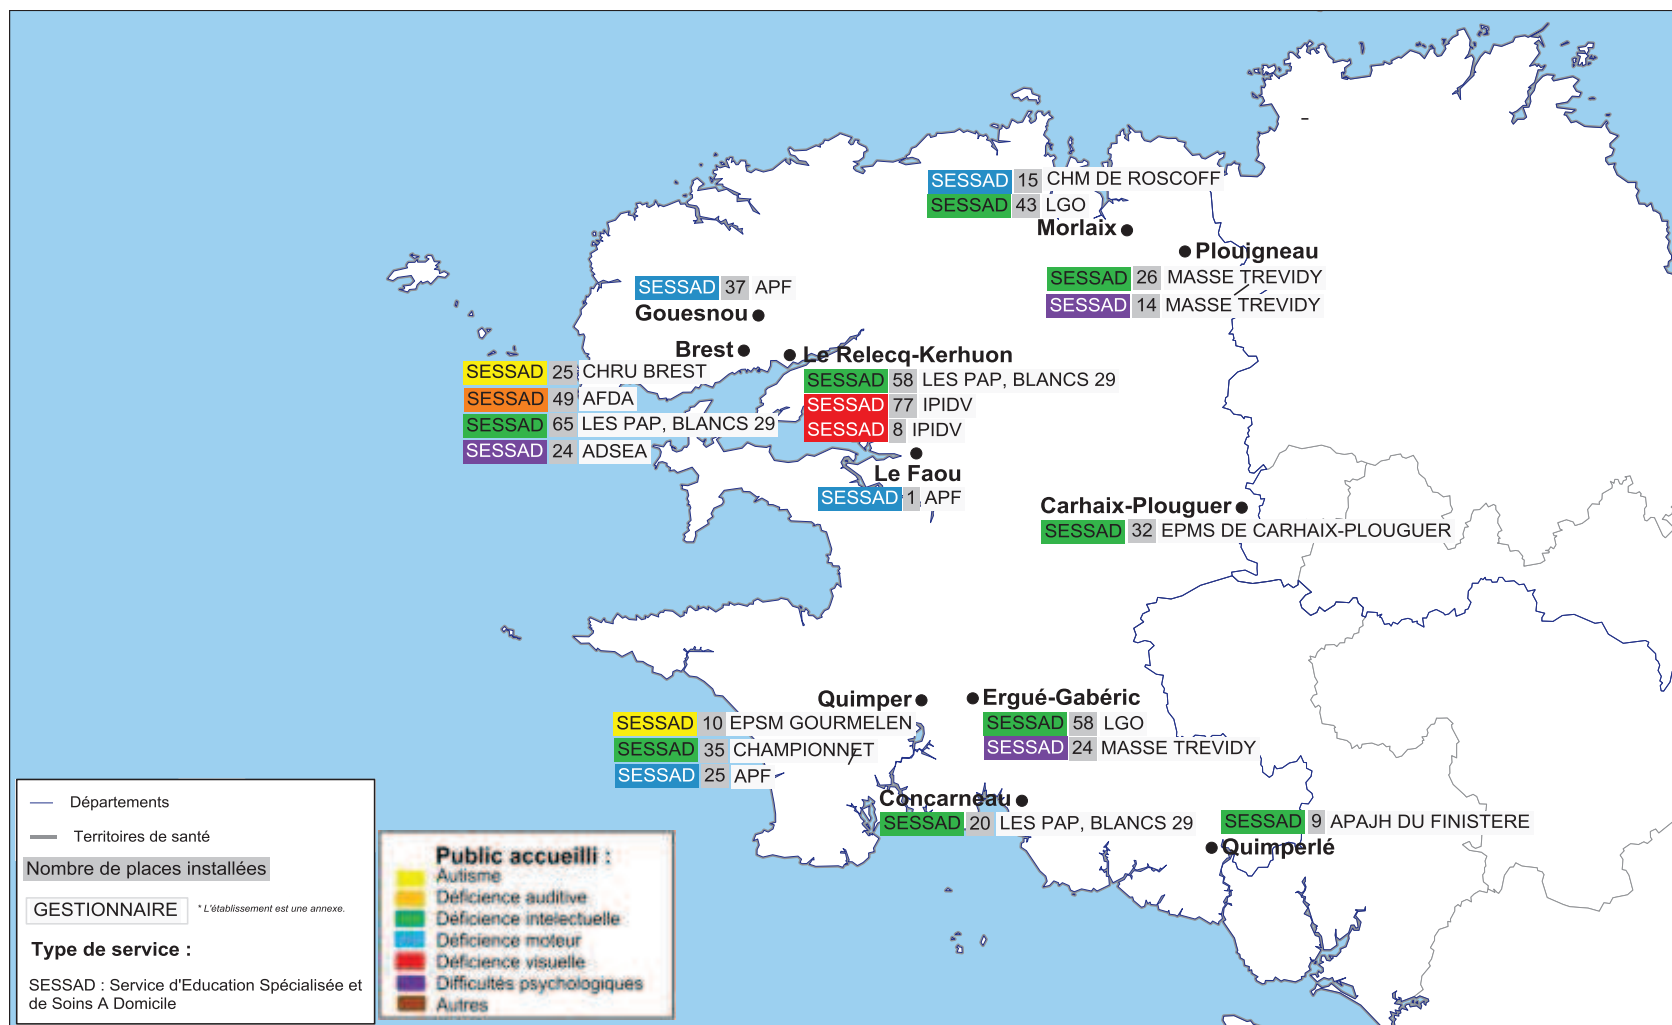 SESSAD 15 CHM DE ROSCOFF
SESSAD 43 LGO
Morlaix
Plouigneau
SESSAD 26 MASSE TREVIDY
SESSAD 14 MASSE TREVIDY
SESSAD 37 APF
Gouesnou
Brest
SESSAD 25 CHRU BREST
SESSAD 49 AFDA
SESSAD 65 LES PAP, BLANCS 29
SESSAD 24 ADSEA
Le Relecq-Kerhuon
SESSAD 58 LES PAP, BLANCS 29
SESSAD 77 IPIDV
SESSAD 8 IPIDV
Le Faou
SESSAD 1 APF
Carhaix-Plouguer
SESSAD 32 EPMS DE CARHAIX-PLOUGUER
Quimper
SESSAD 10 EPSM GOURMELEN
SESSAD 35 CHAMPIONNET
SESSAD 25 APF
Ergué-Gabéric
SESSAD 58 LGO
SESSAD 24 MASSE TREVIDY
Concarneau
SESSAD 20 LES PAP, BLANCS 29
SESSAD 9 APAJH DU FINISTERE
Quimperlé
Départements
Territoires de santé
Nombre de places installées
GESTIONNAIRE * L'établissement est une annexe.
Type de service :
SESSAD : Service d'Education Spécialisée et
de Soins A Domicile
Public accueilli :
Autisme
Déficience auditive
Déficience intelectuelle
Déficience moteur
Déficience visuelle
Difficultés psychologiques
Autres